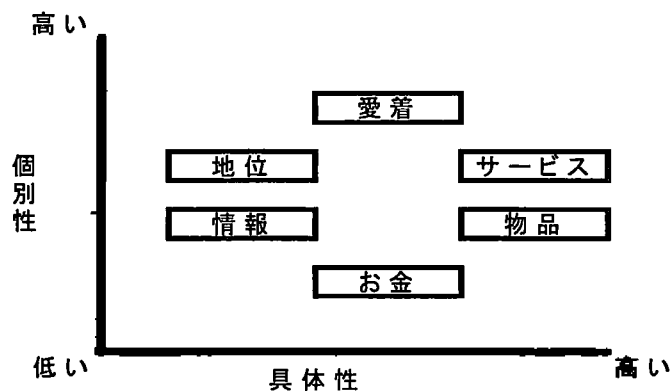 高い
愛着
地位 サービス
個別性
情報 物品
お金
低い 高い
具体性